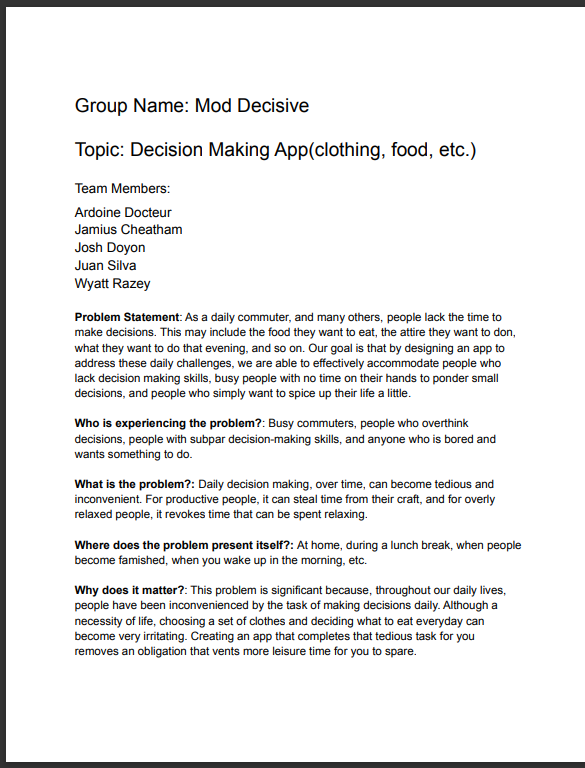 Group Name: Mod Decisive
Topic: Decision Making App(clothing, food, etc.)
Team Members:
Ardoine Docteur
Jamius Cheatham
Josh Doyon
Juan Silva
Wyatt Razey
Problem Statement: As a daily commuter, and many others, people lack the time to
make decisions. This may include the food they want to eat, the attire they want to don,
what they want to do that evening, and so on. Our goal is that by designing an app to
address these daily challenges, we are able to effectively accommodate people who
lack decision making skills, busy people with no time on their hands to ponder small
decisions, and people who simply want to spice up their life a little.
Who is experiencing the problem?: Busy commuters, people who overthink
decisions, people with subpar decision-making skills, and anyone who is bored and
wants something to do.
What is the problem?: Daily decision making, over time, can become tedious and
inconvenient. For productive people, it can steal time from their craft, and for overly
relaxed people, it revokes time that can be spent relaxing.
Where does the problem present itself?: At home, during a lunch break, when people
become famished, when you wake up in the morning, etc.
Why does it matter?: This problem is significant because, throughout our daily lives,
people have been inconvenienced by the task of making decisions daily. Although a
necessity of life, choosing a set of clothes and deciding what to eat everyday can
become very irritating. Creating an app that completes that tedious task for you
removes an obligation that vents more leisure time for you to spare.